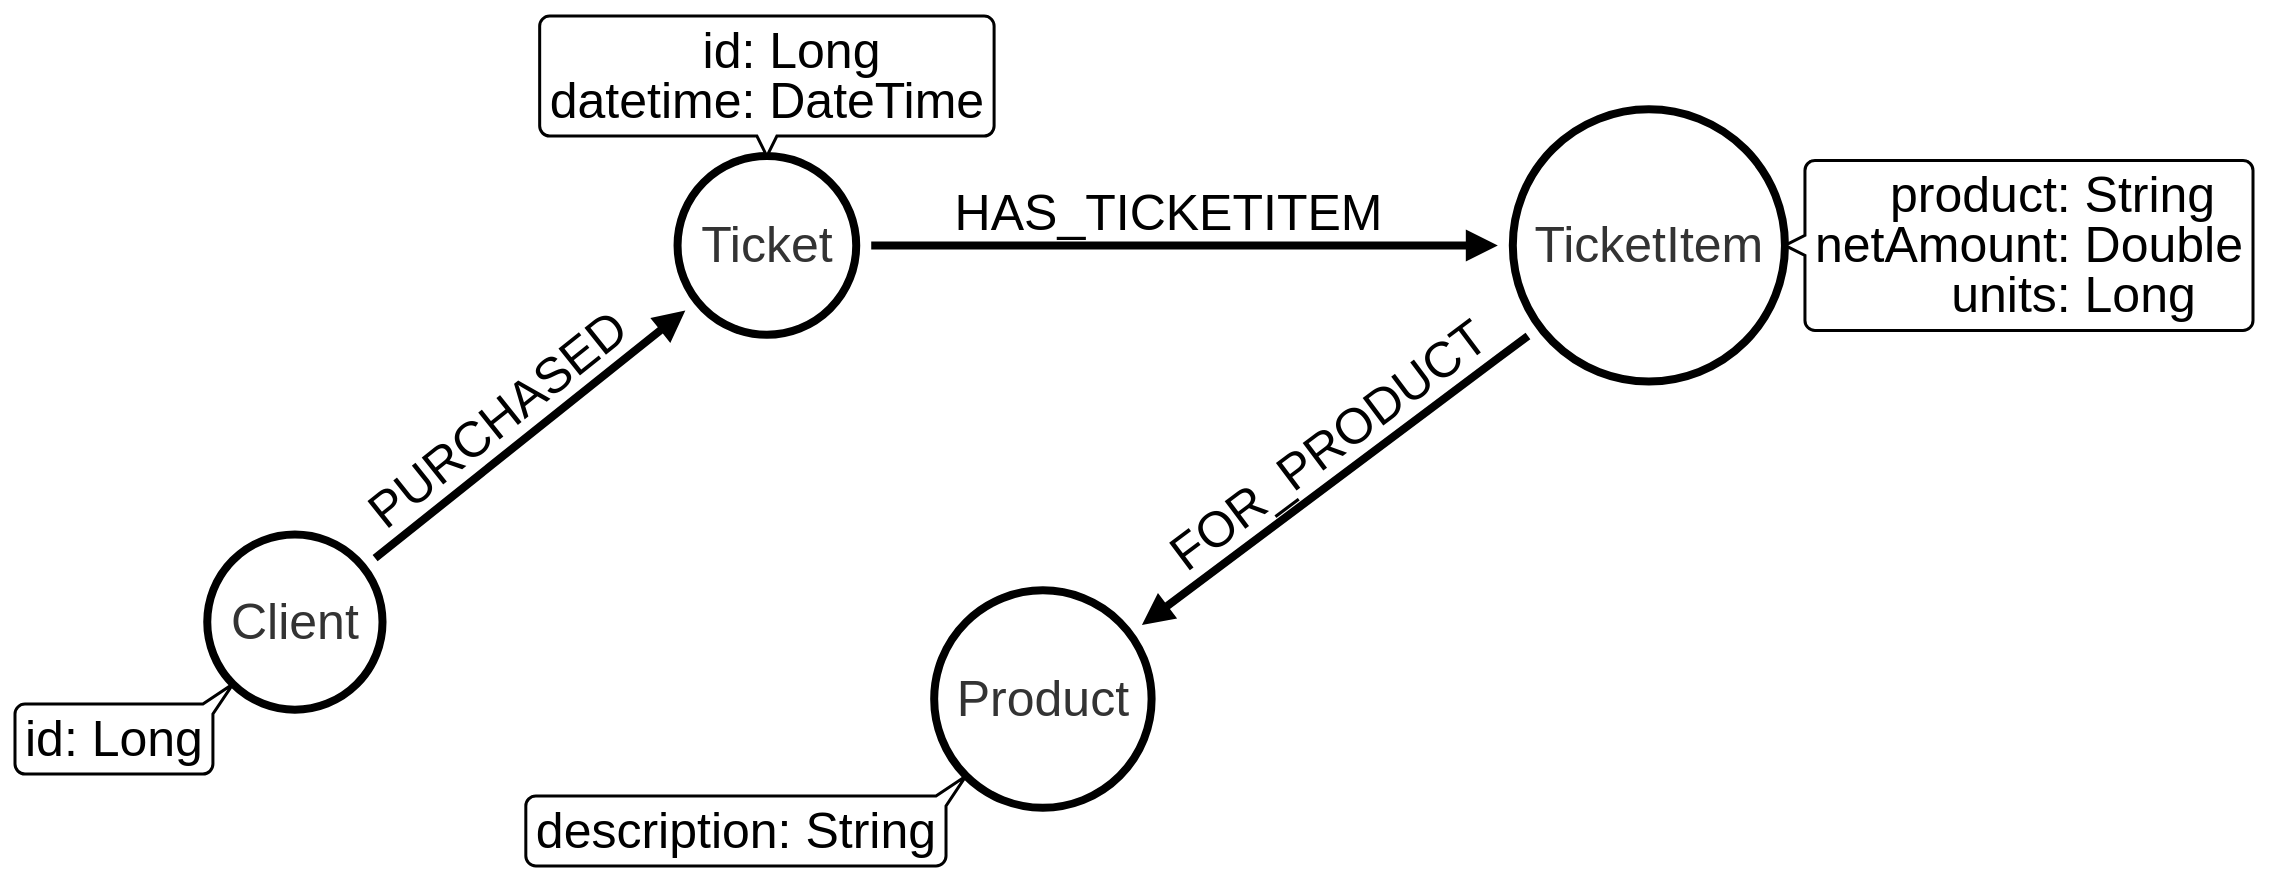 id: Long
datetime: DateTime
Ticket
HAS_TICKETITEM
TicketItem
product: String
netAmount: Double
units: Long
PURCHASED
FOR_PRODUCT
Client
id: Long
Product
description: String